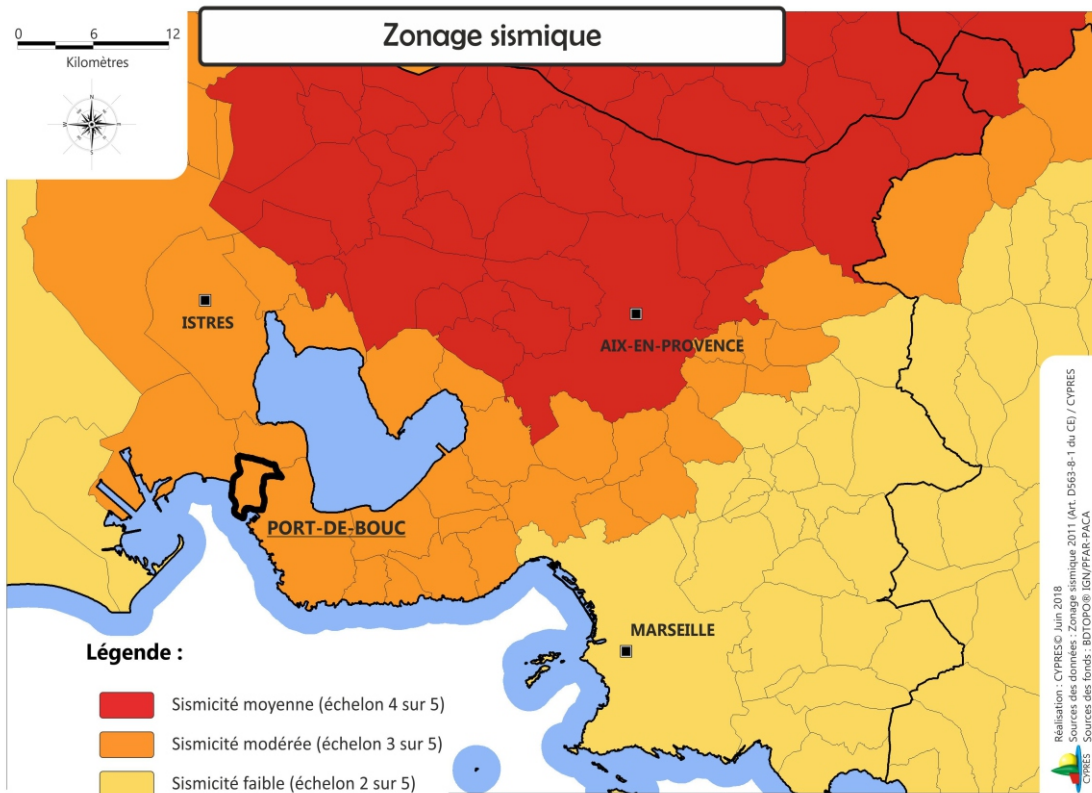 Zonage sismique
0 6 12
Kilomètres
N
E
S
W
ISTRES
AIX-EN-PROVENCE
PORT-DE-BOUC
MARSEILLE
Légende :
Sismicité moyenne (échelon 4 sur 5)
Sismicité modérée (échelon 3 sur 5)
Sismicité faible (échelon 2 sur 5)
Réalisation : CYPRES© Juin 2018
Sources des données : Zonage sismique 2011 (Art. D563-8-1 du CE) / CYPRES
Sources des fonds : BDTOPO® IGN/PFAR-PACA
CYPRES